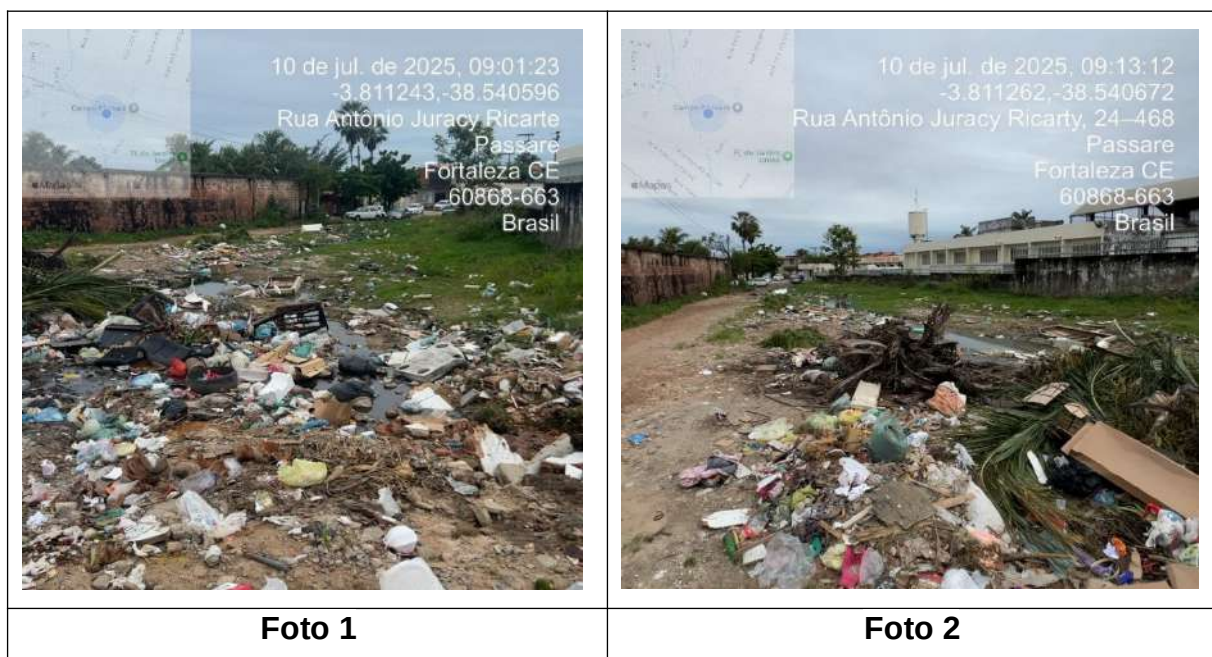 10 de jul. de 2025, 09:01:23
-3.811243,-38.540596
Rua Antônio Juracy Ricarte
Passare
Fortaleza CE
60868-663
Brasil
10 de jul. de 2025, 09:13:12
-3.811262,-38.540672
Rua Antônio Juracy Ricarty, 24–468
Passare
Fortaleza CE
60868-663
Brasil
Foto 1
Foto 2